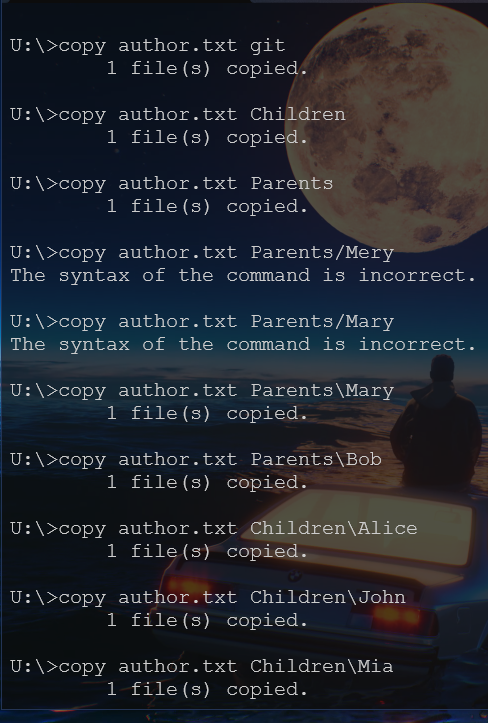 U:\>copy author.txt git
1 file(s) copied.
U:\>copy author.txt Children
1 file(s) copied.
U:\>copy author.txt Parents
1 file(s) copied.
U:\>copy author.txt Parents/Mery
The syntax of the command is incorrect.
U:\>copy author.txt Parents/Mary
The syntax of the command is incorrect.
U:\>copy author.txt Parents\Mary
1 file(s) copied.
U:\>copy author.txt Parents\Bob
1 file(s) copied.
U:\>copy author.txt Children\Alice
1 file(s) copied.
U:\>copy author.txt Children\John
1 file(s) copied.
U:\>copy author.txt Children\Mia
1 file(s) copied.